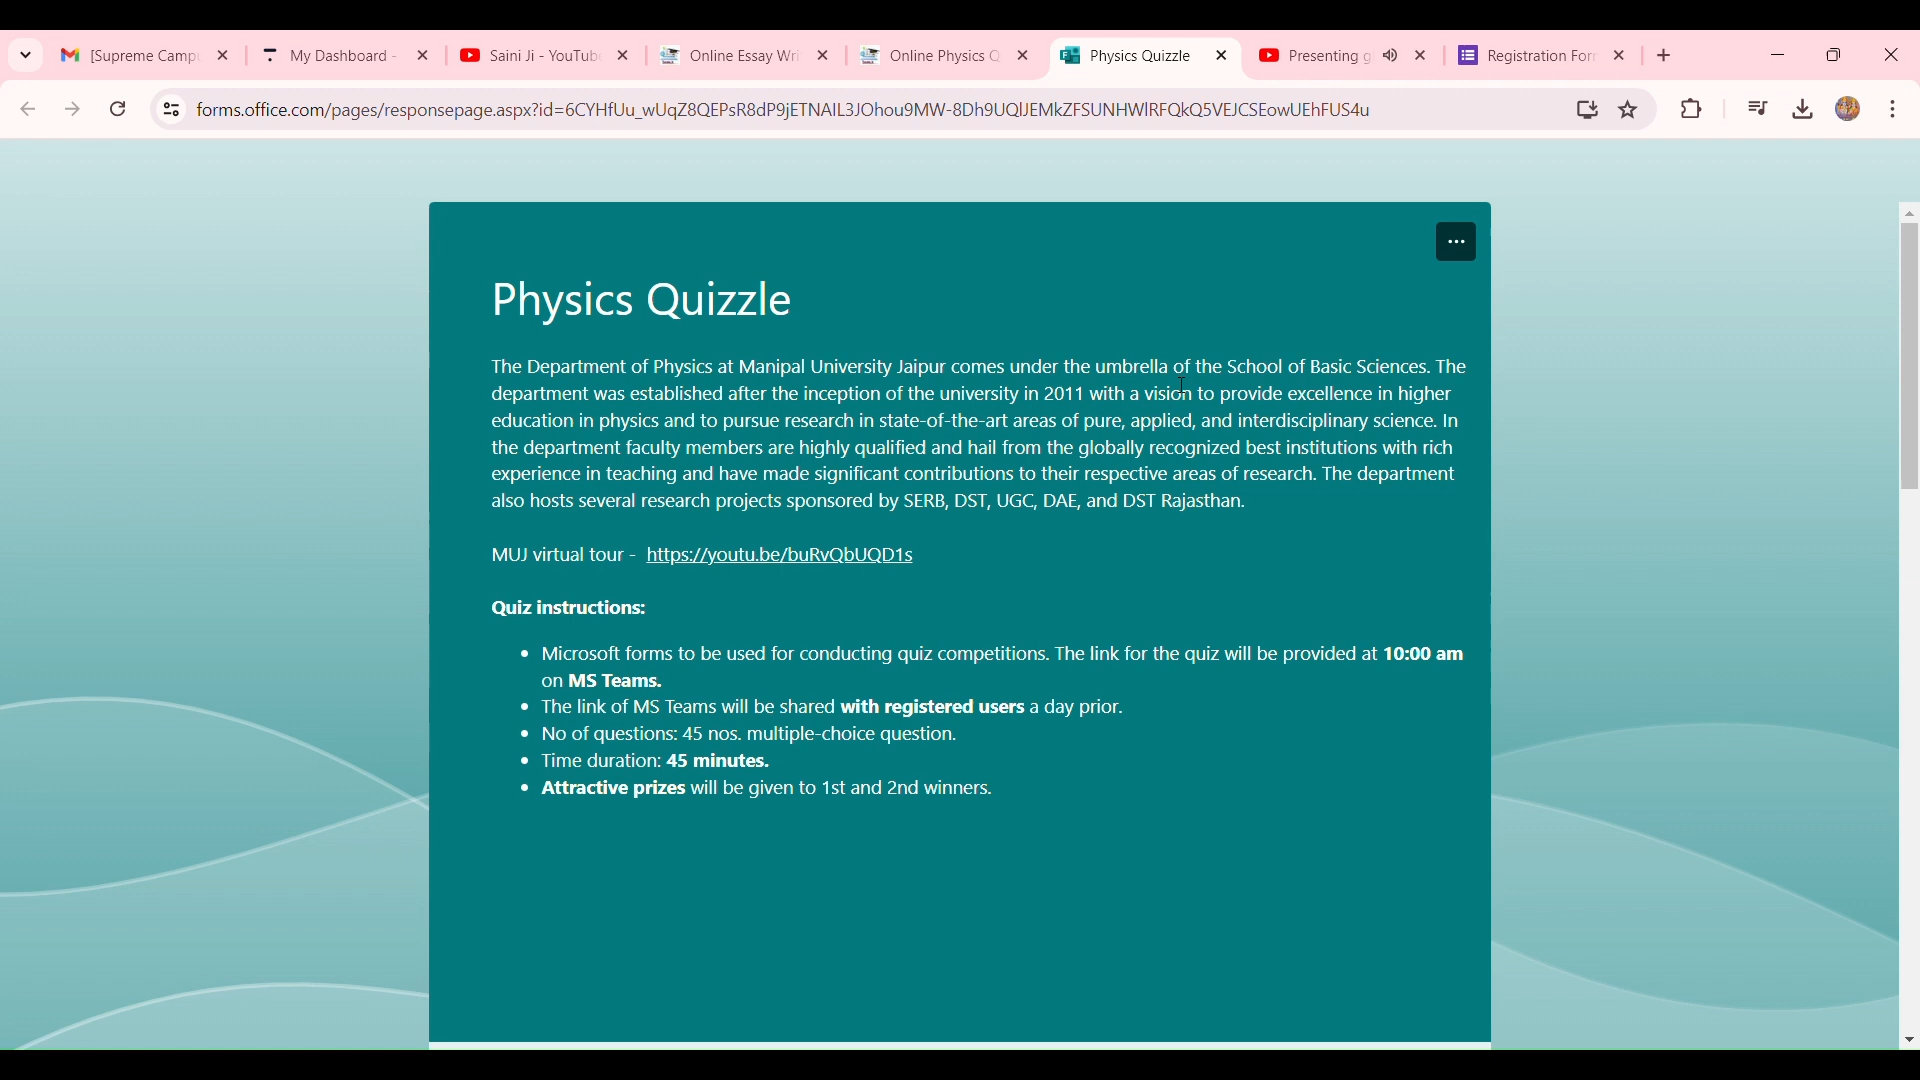 [Supreme Camp
My Dashboard -
Saini Ji - YouTube
Online Essay Wri
Online Physics Q
Physics Quizzle
Presenting g
Registration For
forms.office.com/pages/responsepage.aspx?id=6CYHfUu_wUqZ8QEPsR8dP9jETNAIL3JOhou9MW-8Dh9UQlJEMkZFSUNHWlRFQkQ5VEJCSEowUEhFUS4u
Physics Quizzle
The Department of Physics at Manipal University Jaipur comes under the umbrella of the School of Basic Sciences. The
department was established after the inception of the university in 2011 with a vision to provide excellence in higher
education in physics and to pursue research in state-of-the-art areas of pure, applied, and interdisciplinary science. In
the department faculty members are highly qualified and hail from the globally recognized best institutions with rich
experience in teaching and have made significant contributions to their respective areas of research. The department
also hosts several research projects sponsored by SERB, DST, UGC, DAE, and DST Rajasthan.
MUJ virtual tour - https://youtu.be/buRvQbUQD1s
Quiz instructions:
• Microsoft forms to be used for conducting quiz competitions. The link for the quiz will be provided at 10:00 am
on MS Teams.
• The link of MS Teams will be shared with registered users a day prior.
• No of questions: 45 nos. multiple-choice question.
• Time duration: 45 minutes.
• Attractive prizes will be given to 1st and 2nd winners.